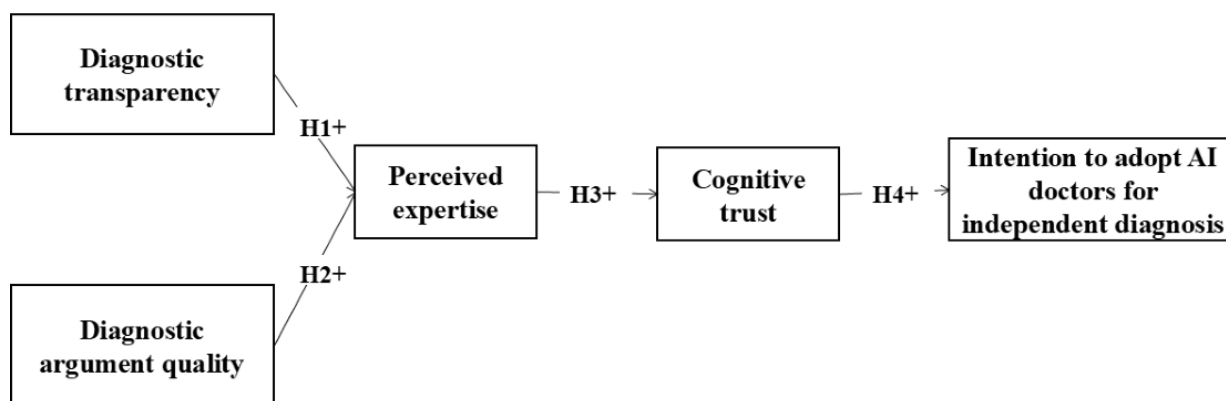 Diagnostic
transparency
H1+
Perceived
expertise
H3+
Cognitive
trust
H4+
Intention to adopt AI
doctors for
independent diagnosis
H2+
Diagnostic
argument quality